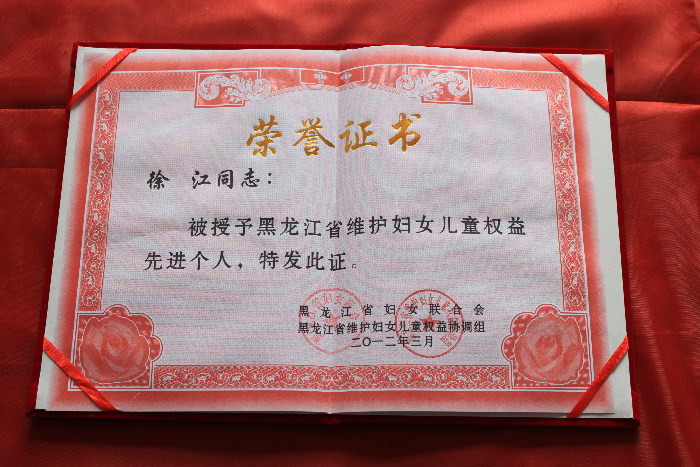 荣誉证书
徐 江同志：
被授予黑龙江省维护妇女儿童权益
先进个人，特发此证。
黑龙江省妇女联合会
黑龙江省维护妇女儿童权益协调组
二〇一二年三月